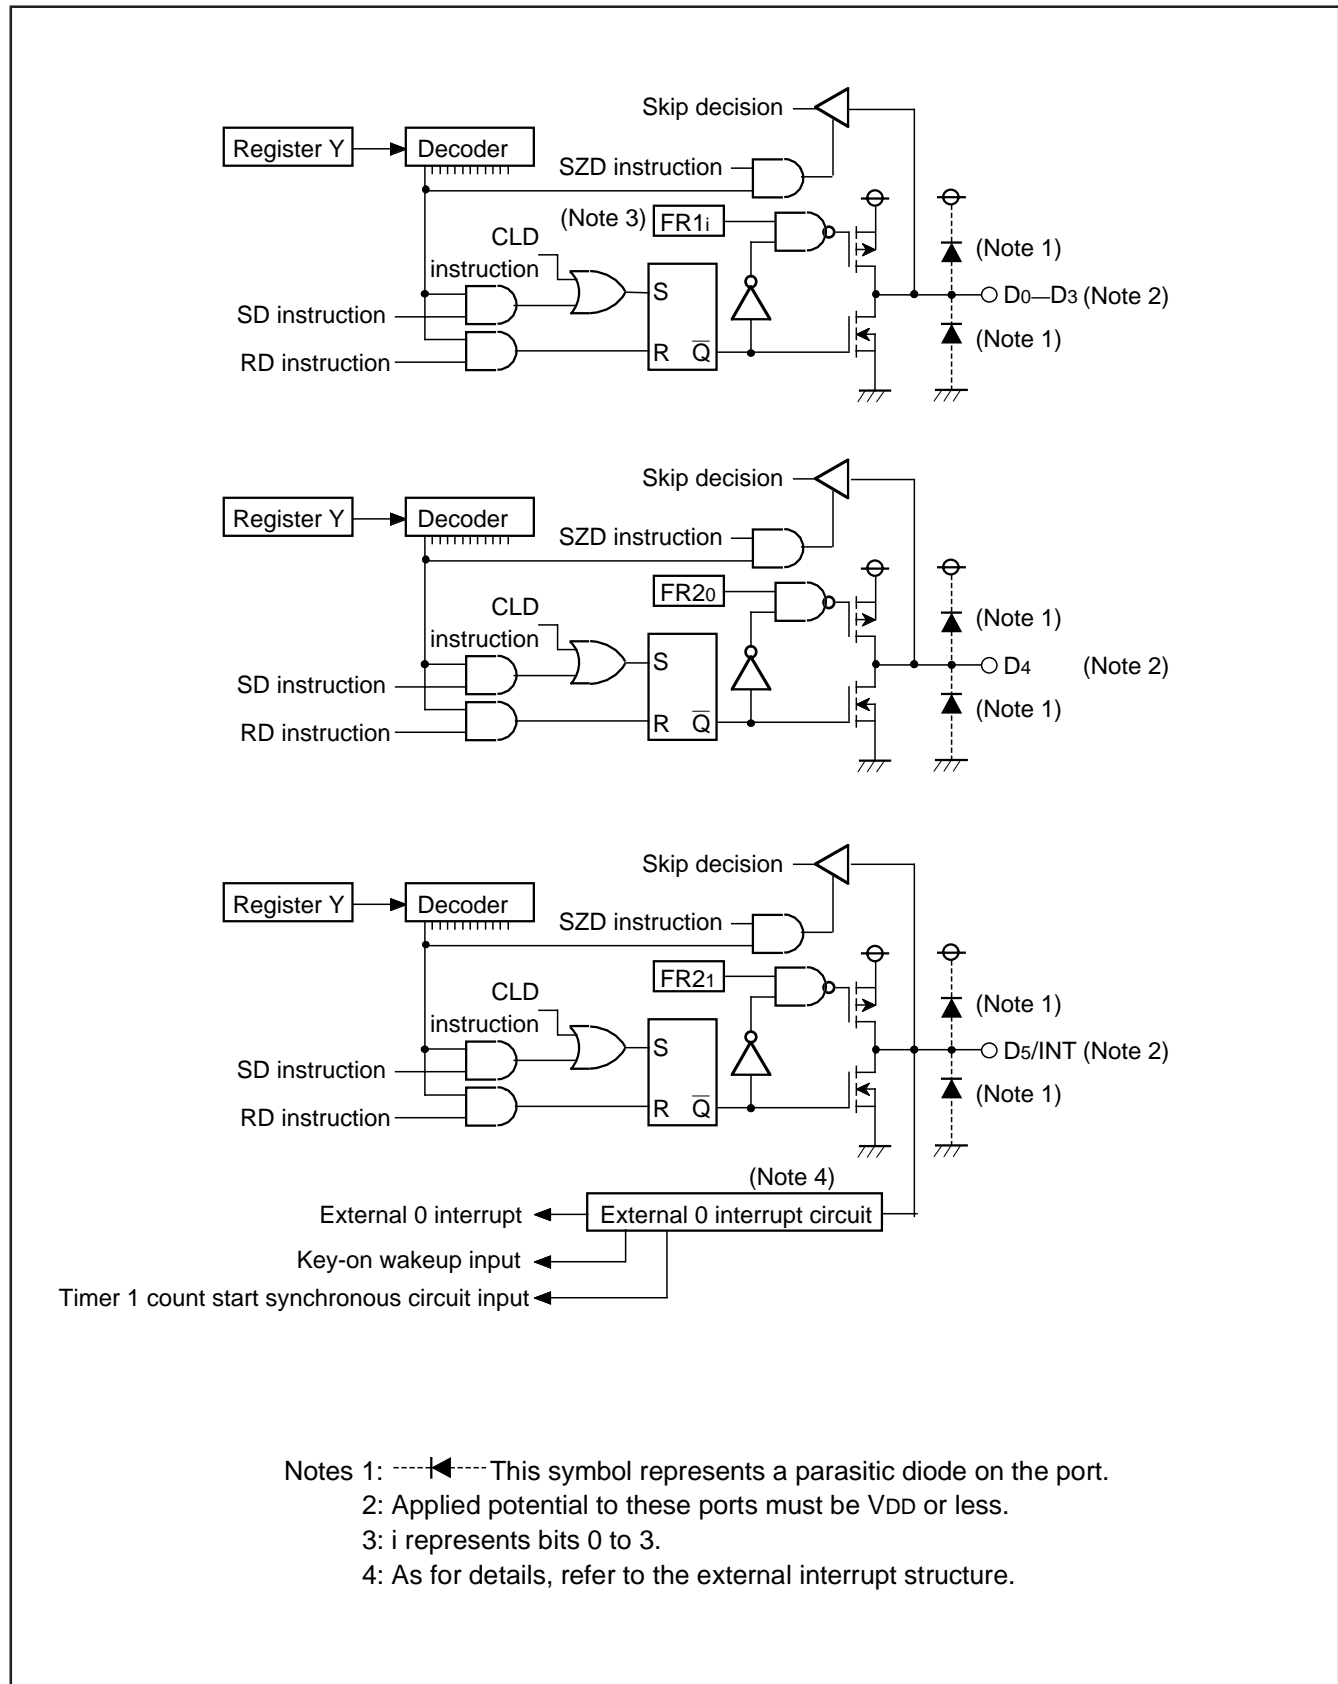 Skip decision
Register Y
Decoder
SZD instruction
(Note 3)
FR1i
CLD
instruction
(Note 1)
S
D0—D3 (Note 2)
SD instruction
(Note 1)
R Q̅
RD instruction
Skip decision
Register Y
Decoder
SZD instruction
FR20
CLD
instruction
(Note 1)
S
D4 (Note 2)
SD instruction
(Note 1)
R Q̅
RD instruction
Skip decision
Register Y
Decoder
SZD instruction
FR21
CLD
instruction
(Note 1)
S
D5/INT (Note 2)
SD instruction
(Note 1)
R Q̅
RD instruction
(Note 4)
External 0 interrupt
External 0 interrupt circuit
Key-on wakeup input
Timer 1 count start synchronous circuit input
Notes 1: This symbol represents a parasitic diode on the port.
2: Applied potential to these ports must be VDD or less.
3: i represents bits 0 to 3.
4: As for details, refer to the external interrupt structure.